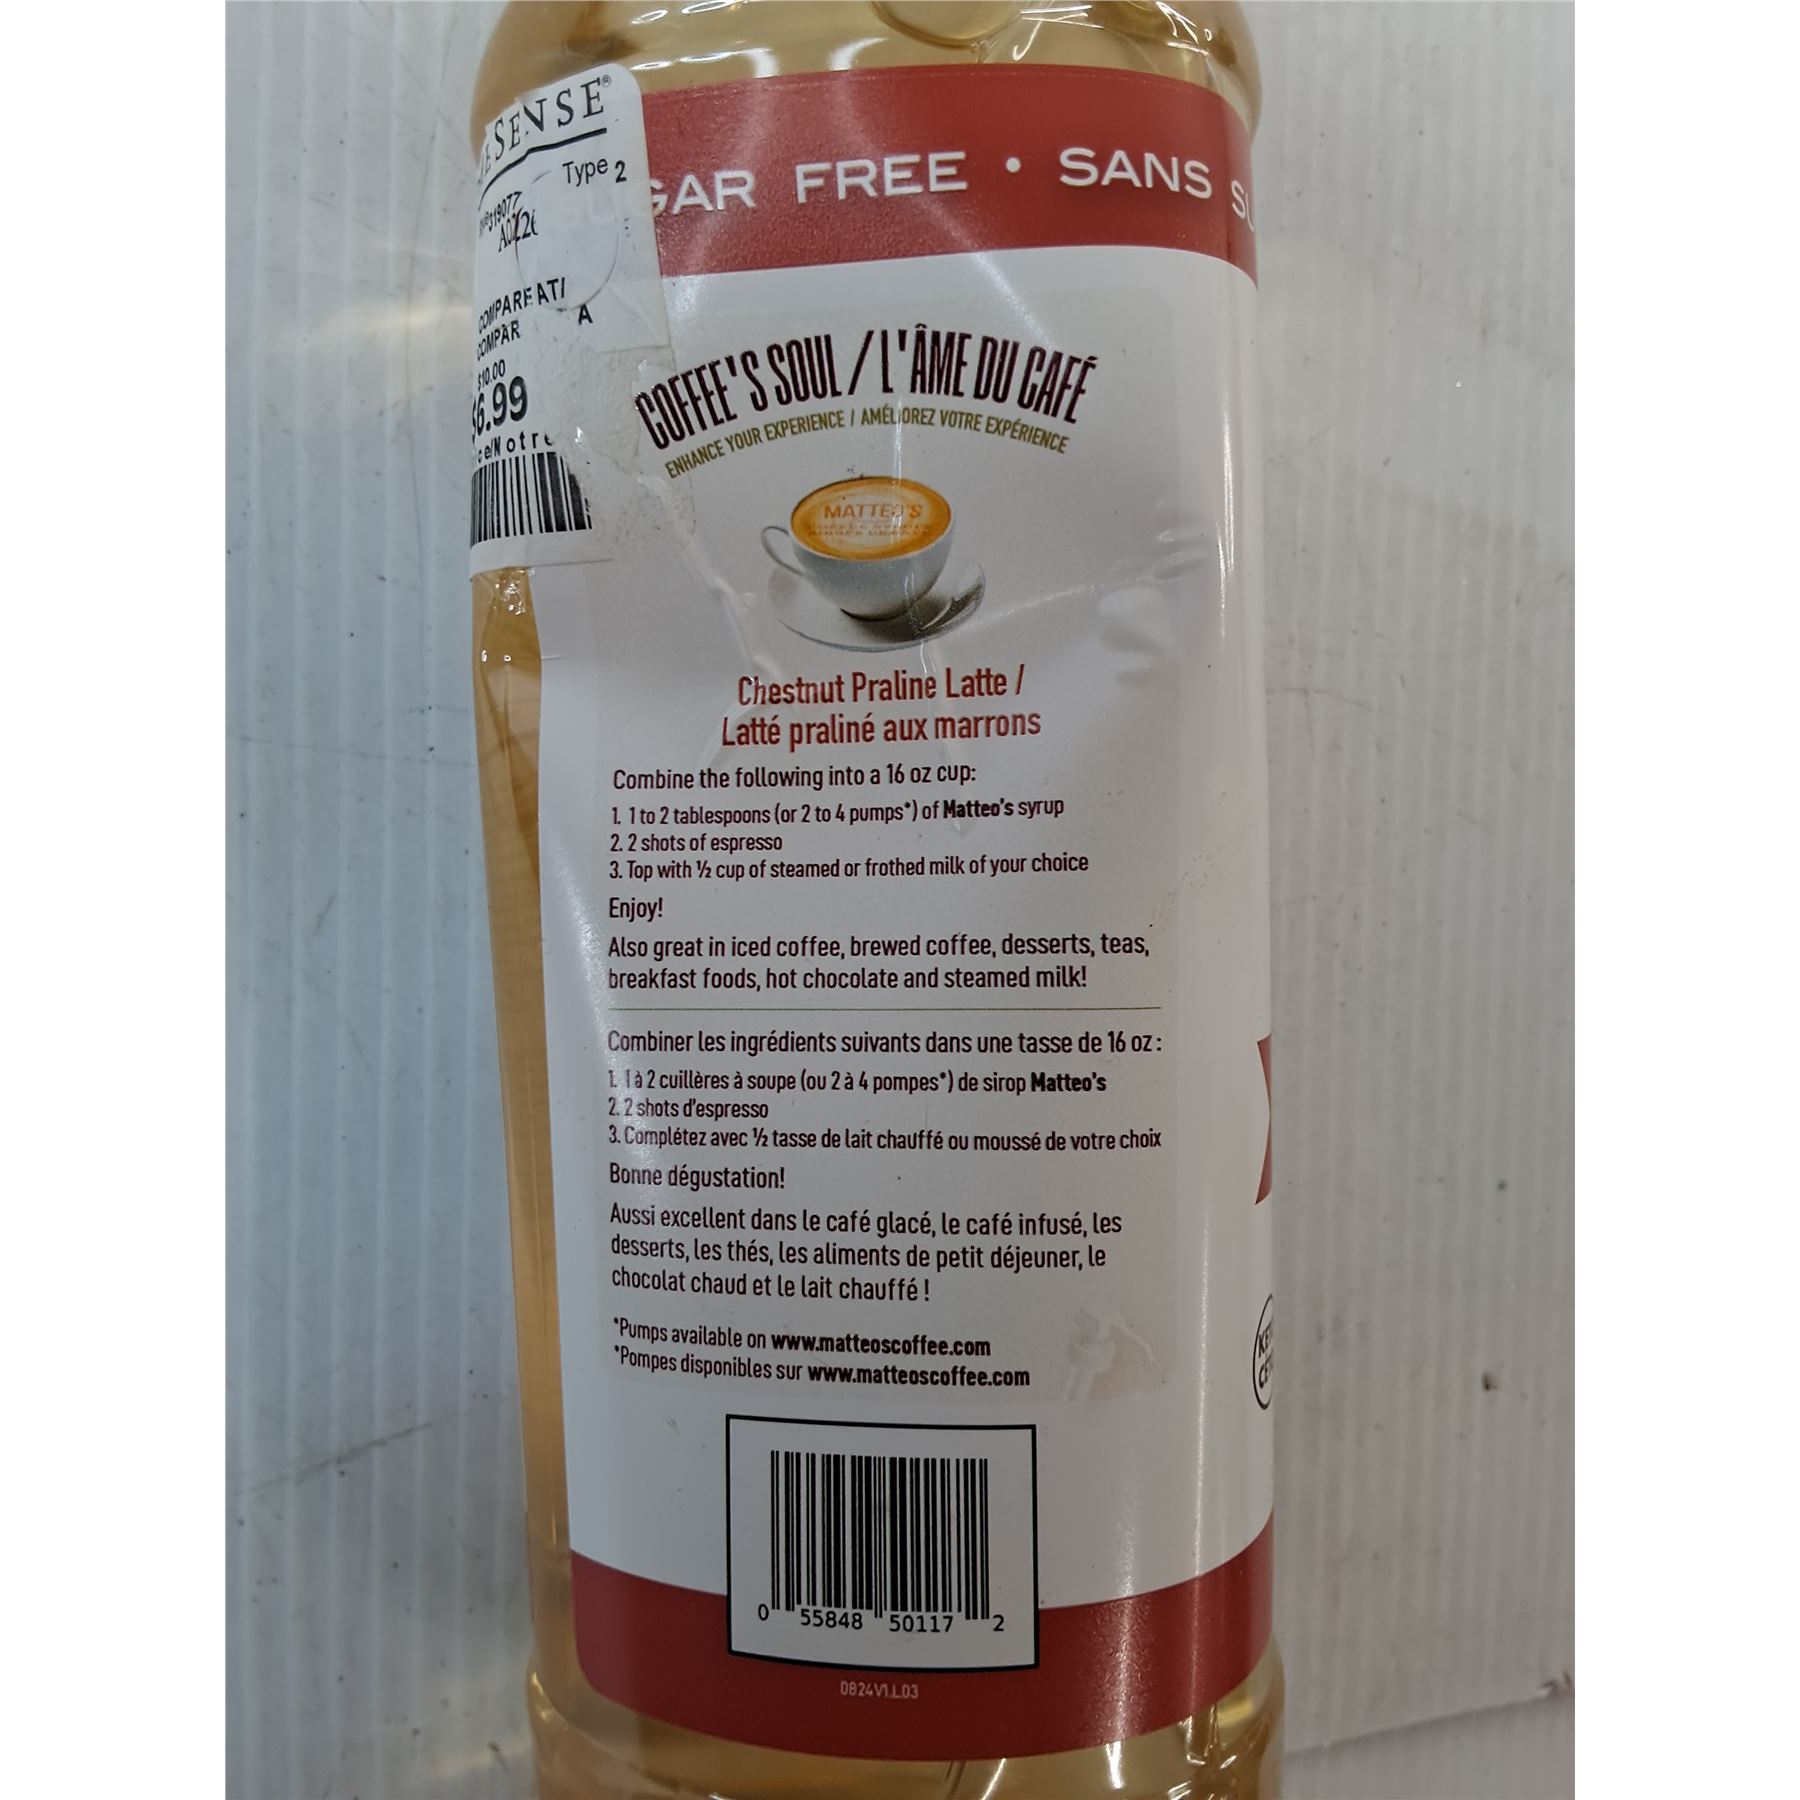 SENSE®
Type 2
A
$10.00
$6.99
GAR FREE • SANS
COFFEE'S SOUL / L'ÂME DU CAFÉ
ENHANCE YOUR EXPERIENCE / AMÉLIOREZ VOTRE EXPÉRIENCE
MATTEO'S
Chestnut Praline Latte /
Latté praliné aux marrons
Combine the following into a 16 oz cup:
1. 1 to 2 tablespoons (or 2 to 4 pumps*) of Matteo's syrup
2. 2 shots of espresso
3. Top with ½ cup of steamed or frothed milk of your choice
Enjoy!
Also great in iced coffee, brewed coffee, desserts, teas,
breakfast foods, hot chocolate and steamed milk!
Combiner les ingrédients suivants dans une tasse de 16 oz :
1. 1 à 2 cuillères à soupe (ou 2 à 4 pompes*) de sirop Matteo's
2. 2 shots d'espresso
3. Complétez avec ½ tasse de lait chauffé ou moussé de votre choix
Bonne dégustation!
Aussi excellent dans le café glacé, le café infusé, les
desserts, les thés, les aliments de petit déjeuner, le
chocolat chaud et le lait chauffé !
*Pumps available on www.matteoscoffee.com
*Pompes disponibles sur www.matteoscoffee.com
0 55848 50117 2
0824V1.L03